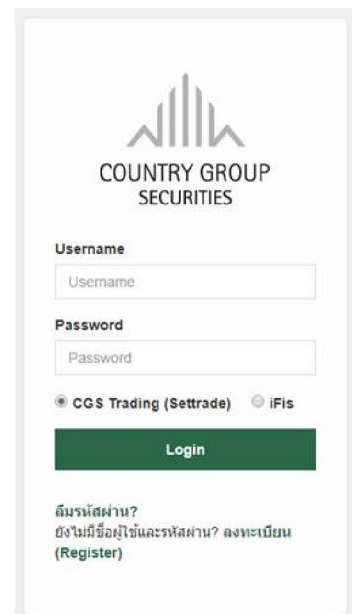 COUNTRY GROUP
SECURITIES
Username
Username
Password
Password
CGS Trading (Settrade) iFis
Login
ลืมรหัสผ่าน?
ยังไม่มีชื่อผู้ใช้และรหัสผ่าน? ลงทะเบียน
(Register)